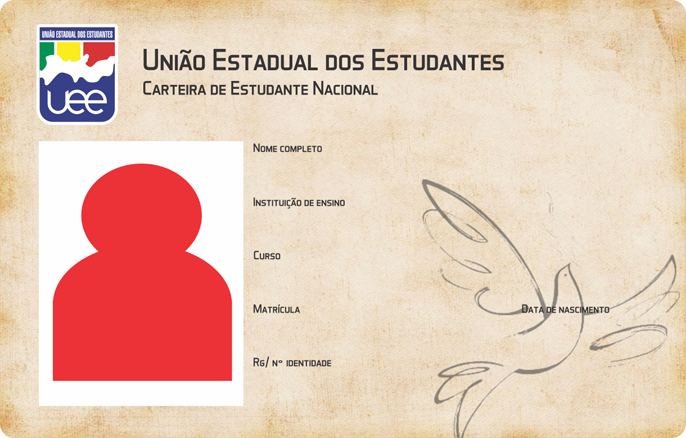 UNIÃO ESTADUAL DOS ESTUDANTES
uee
UNIÃO ESTADUAL DOS ESTUDANTES
CARTEIRA DE ESTUDANTE NACIONAL
NOME COMPLETO
INSTITUIÇÃO DE ENSINO
CURSO
MATRÍCULA
DATA DE NASCIMENTO
RG/ Nº IDENTIDADE